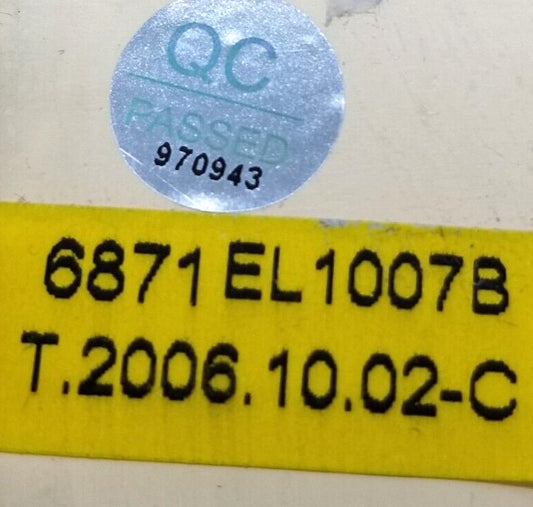 QC
PASSED
970943
6871EL1007B
T.2006.10.02-C